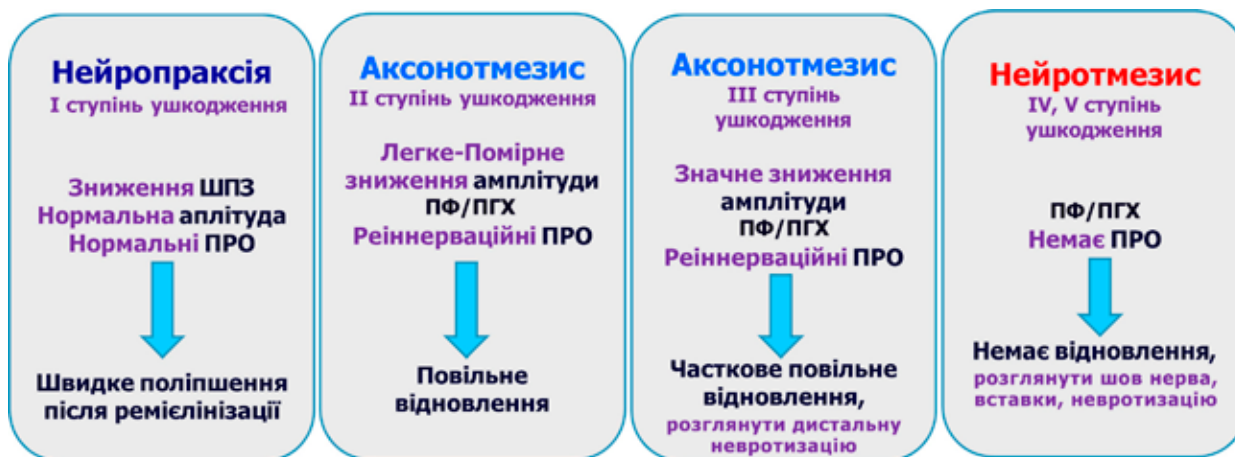 Нейропраксія
I ступінь ушкодження
Зниження ШПЗ
Нормальна аплітуда
Нормальні ПРО
Швидке поліпшення
після ремієлінізації
Аксонотмезис
II ступінь ушкодження
Легке-Помірне
зниження амплітуди
ПФ/ПГХ
Реіннерваційні ПРО
Повільне
відновлення
Аксонотмезис
III ступінь
ушкодження
Значне зниження
амплітуди
ПФ/ПГХ
Реіннерваційні ПРО
Часткове повільне
відновлення,
розглянути дистальну
невротизацію
Нейротмезис
IV, V ступінь
ушкодження
ПФ/ПГХ
Немає ПРО
Немає відновлення,
розглянути шов нерва,
вставки, невротизацію